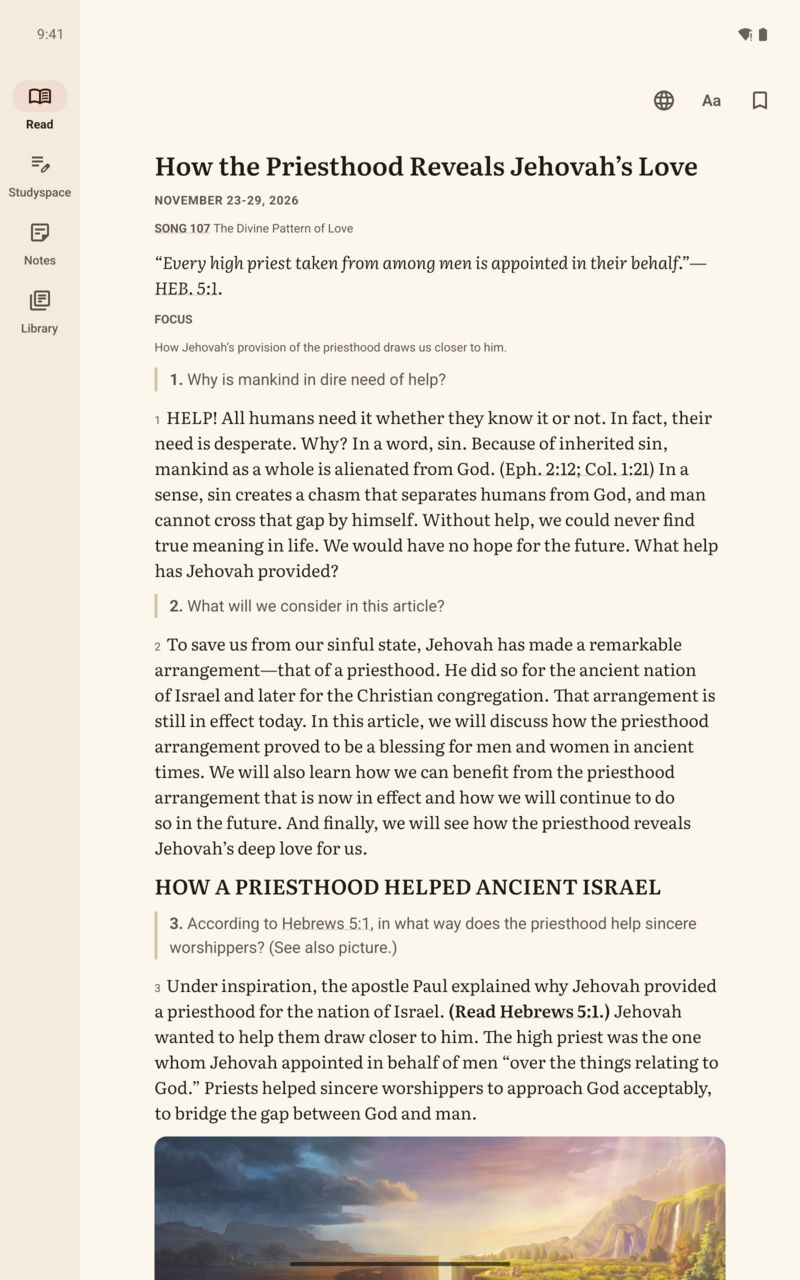 9:41
Read
Studyspace
Notes
Library
Aa
How the Priesthood Reveals Jehovah’s Love
NOVEMBER 23-29, 2026
SONG 107 The Divine Pattern of Love
“Every high priest taken from among men is appointed in their behalf.”—
HEB. 5:1.
FOCUS
How Jehovah’s provision of the priesthood draws us closer to him.
1. Why is mankind in dire need of help?
1 HELP! All humans need it whether they know it or not. In fact, their
need is desperate. Why? In a word, sin. Because of inherited sin,
mankind as a whole is alienated from God. (Eph. 2:12; Col. 1:21) In a
sense, sin creates a chasm that separates humans from God, and man
cannot cross that gap by himself. Without help, we could never find
true meaning in life. We would have no hope for the future. What help
has Jehovah provided?
2. What will we consider in this article?
2 To save us from our sinful state, Jehovah has made a remarkable
arrangement—that of a priesthood. He did so for the ancient nation
of Israel and later for the Christian congregation. That arrangement is
still in effect today. In this article, we will discuss how the priesthood
arrangement proved to be a blessing for men and women in ancient
times. We will also learn how we can benefit from the priesthood
arrangement that is now in effect and how we will continue to do
so in the future. And finally, we will see how the priesthood reveals
Jehovah’s deep love for us.
HOW A PRIESTHOOD HELPED ANCIENT ISRAEL
3. According to Hebrews 5:1, in what way does the priesthood help sincere
worshippers? (See also picture.)
3 Under inspiration, the apostle Paul explained why Jehovah provided
a priesthood for the nation of Israel. (Read Hebrews 5:1.) Jehovah
wanted to help them draw closer to him. The high priest was the one
whom Jehovah appointed in behalf of men “over the things relating to
God.” Priests helped sincere worshippers to approach God acceptably,
to bridge the gap between God and man.